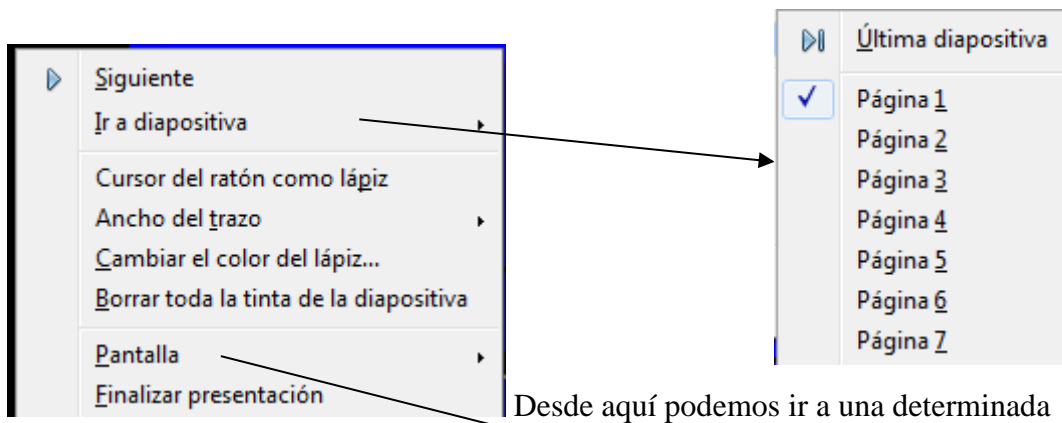 Siguiente
Ir a diapositiva
Cursor del ratón como lápiz
Ancho del trazo
Cambiar el color del lápiz...
Borrar toda la tinta de la diapositiva
Pantalla
Finalizar presentación
Última diapositiva
Página 1
Página 2
Página 3
Página 4
Página 5
Página 6
Página 7
Desde aquí podemos ir a una determinada